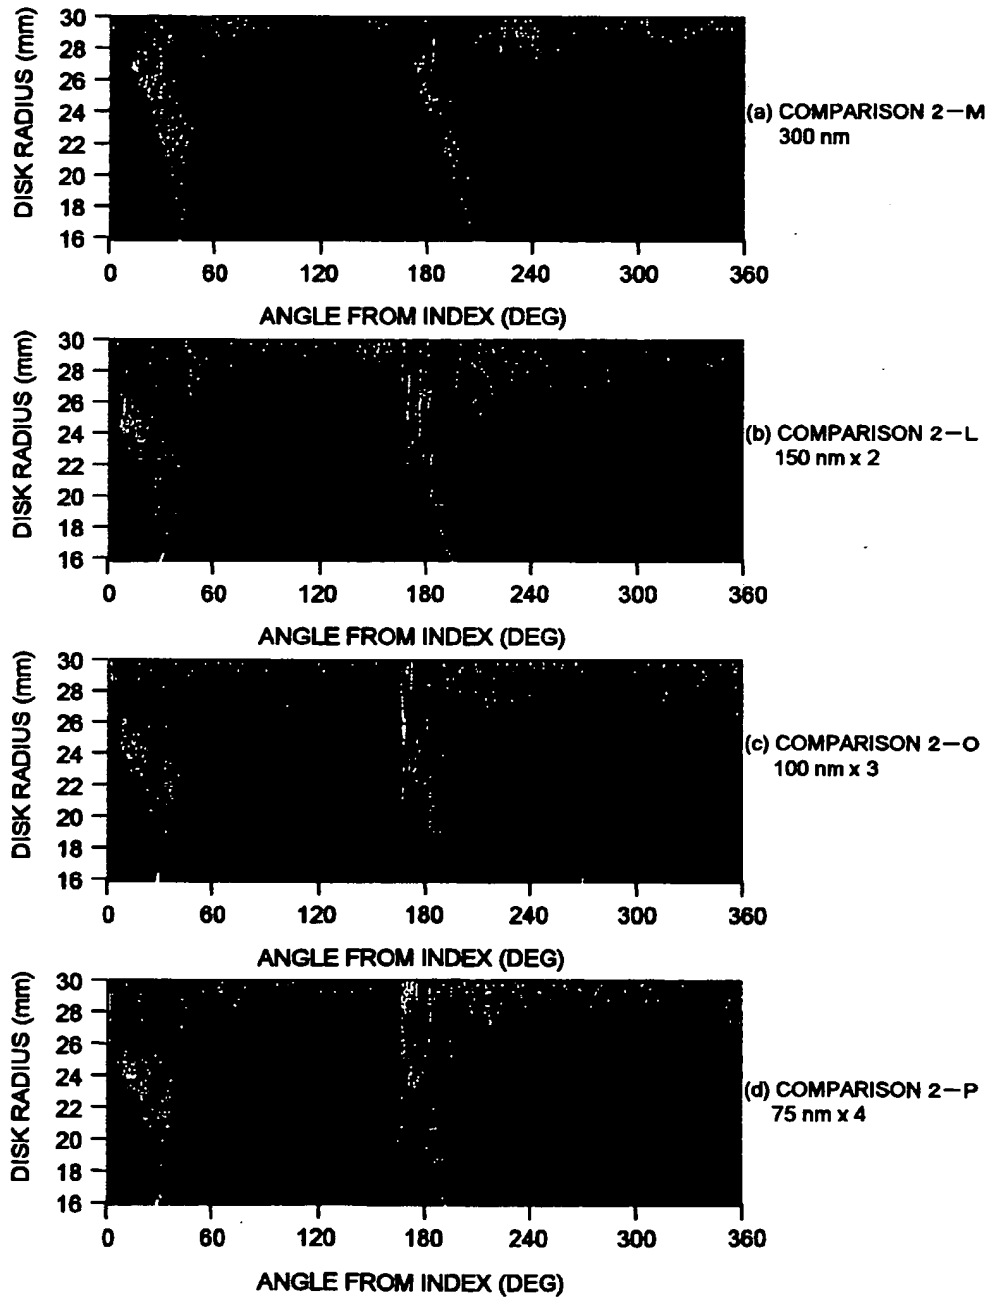 DISK RADIUS (mm)
30
28
26
24
22
20
18
16
0 60 120 180 240 300 360
ANGLE FROM INDEX (DEG)
(a) COMPARISON 2-M
300 nm
DISK RADIUS (mm)
30
28
26
24
22
20
18
16
0 60 120 180 240 300 360
ANGLE FROM INDEX (DEG)
(b) COMPARISON 2-L
150 nm x 2
DISK RADIUS (mm)
30
28
26
24
22
20
18
16
0 60 120 180 240 300 360
ANGLE FROM INDEX (DEG)
(c) COMPARISON 2-O
100 nm x 3
DISK RADIUS (mm)
30
28
26
24
22
20
18
16
0 60 120 180 240 300 360
ANGLE FROM INDEX (DEG)
(d) COMPARISON 2-P
75 nm x 4